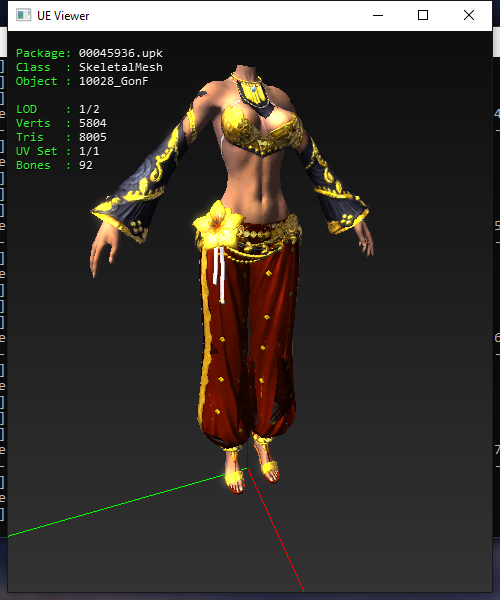 UE Viewer
Package: 00045936.upk
Class : SkeletalMesh
Object : 10028_GonF
LOD : 1/2
Verts : 5804
Tris : 8005
UV Set : 1/1
Bones : 92